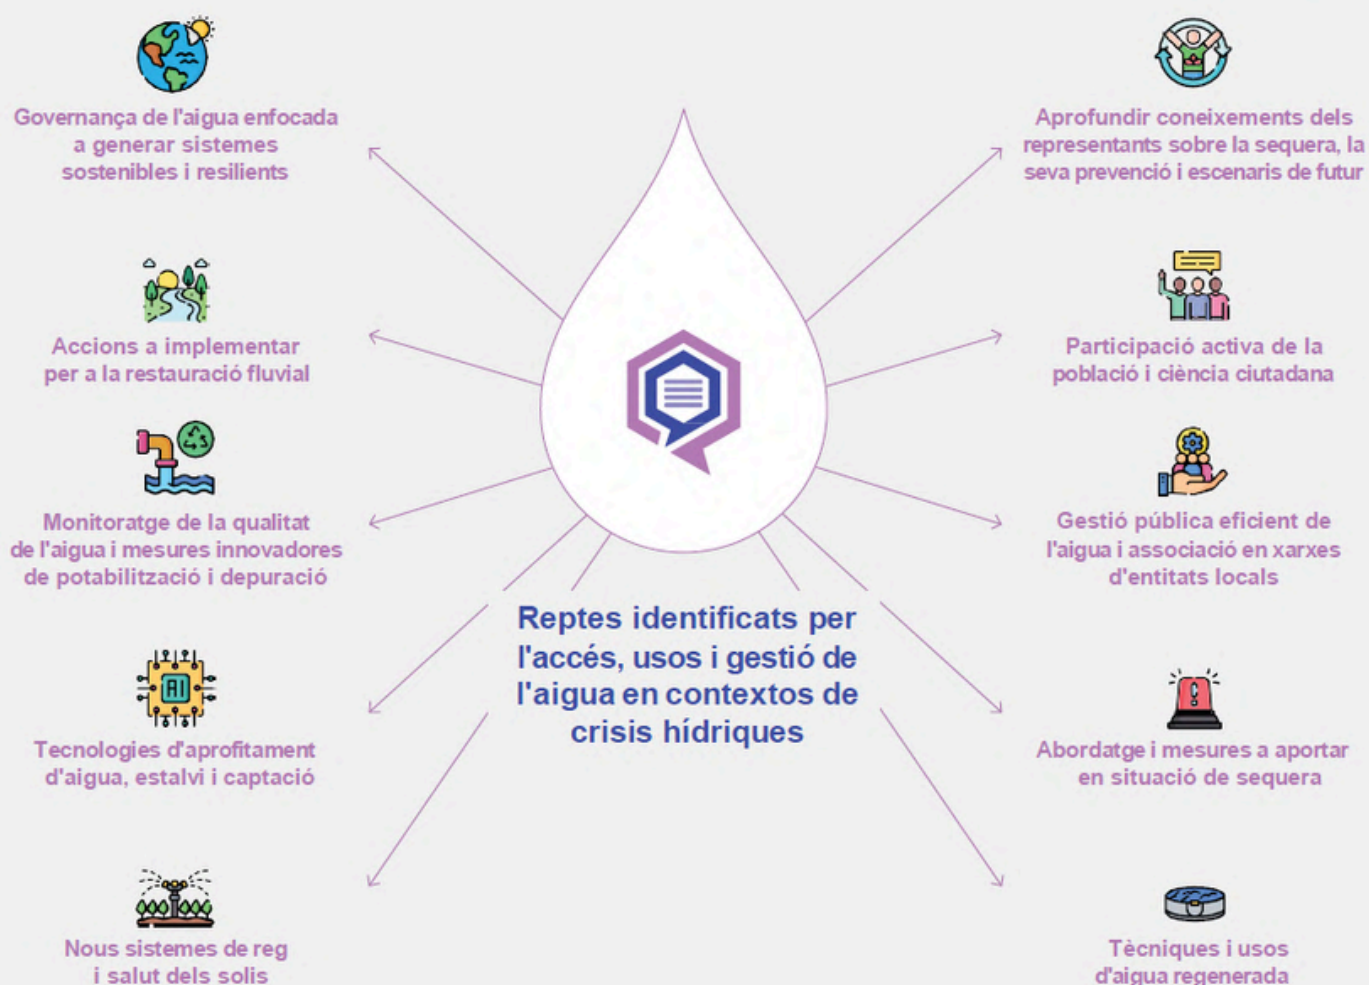 Governança de l'aigua enfocada
a generar sistemes
sostenibles i resilients
Accions a implementar
per a la restauració fluvial
Monitoratge de la qualitat
de l'aigua i mesures innovadores
de potabilització i depuració
Tecnologies d'aprofitament
d'aigua, estalvi i captació
Nous sistemes de reg
i salut dels solis
Reptes identificats per
l'accés, usos i gestió de
l'aigua en contextos de
crisis hídriques
Aprofundir coneixements dels
representants sobre la sequera, la
seva prevenció i escenaris de futur
Participació activa de la
població i ciència ciutadana
Gestió pública eficient de
l'aigua i associació en xarxes
d'entitats locals
Abordatge i mesures a aportar
en situació de sequera
Tècniques i usos
d'aigua regenerada
AI
!